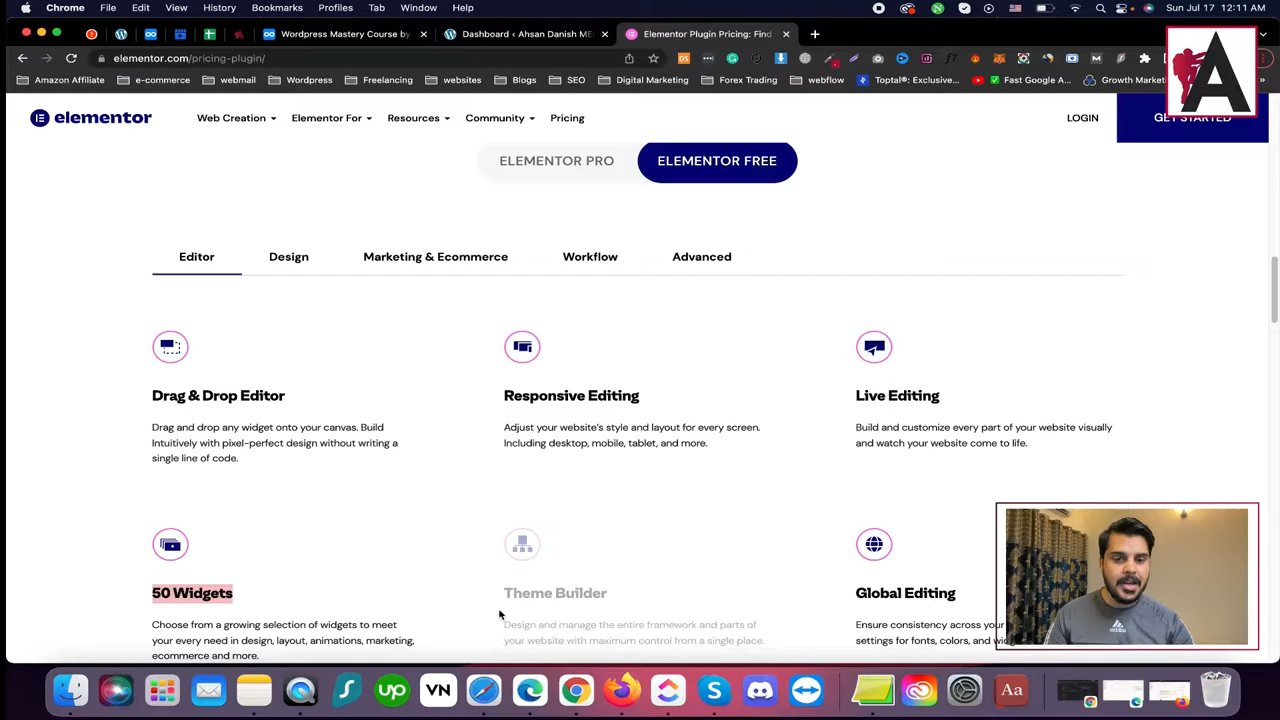 Chrome File Edit View History Bookmarks Profiles Tab Window Help Sun Jul 17 12:11 AM
Wordpress Mastery Course by Dashboard ‹ Ahsan Danish M Elementor Plugin Pricing: Find
elementor.com/pricing-plugin/
Amazon Affiliate e-commerce webmail Wordpress Freelancing websites Blogs SEO Digital Marketing Forex Trading webflow Toptal®: Exclusive... Fast Google A... Growth Market
elementor Web Creation Elementor For Resources Community Pricing LOGIN GET STARTED
A
ELEMENTOR PRO ELEMENTOR FREE
Editor Design Marketing & Ecommerce Workflow Advanced
Drag & Drop Editor Responsive Editing Live Editing
Drag and drop any widget onto your canvas. Build Adjust your website's style and layout for every screen. Build and customize every part of your website visually
Intuitively with pixel-perfect design without writing a Including desktop, mobile, tablet, and more. and watch your website come to life.
single line of code.
50 Widgets Theme Builder Global Editing
Choose from a growing selection of widgets to meet Design and manage the entire framework and parts of Ensure consistency across your
your every need in design, layout, animations, marketing, your website with maximum control from a single place. settings for fonts, colors, and wid
ecommerce and more.
up VN S Aa